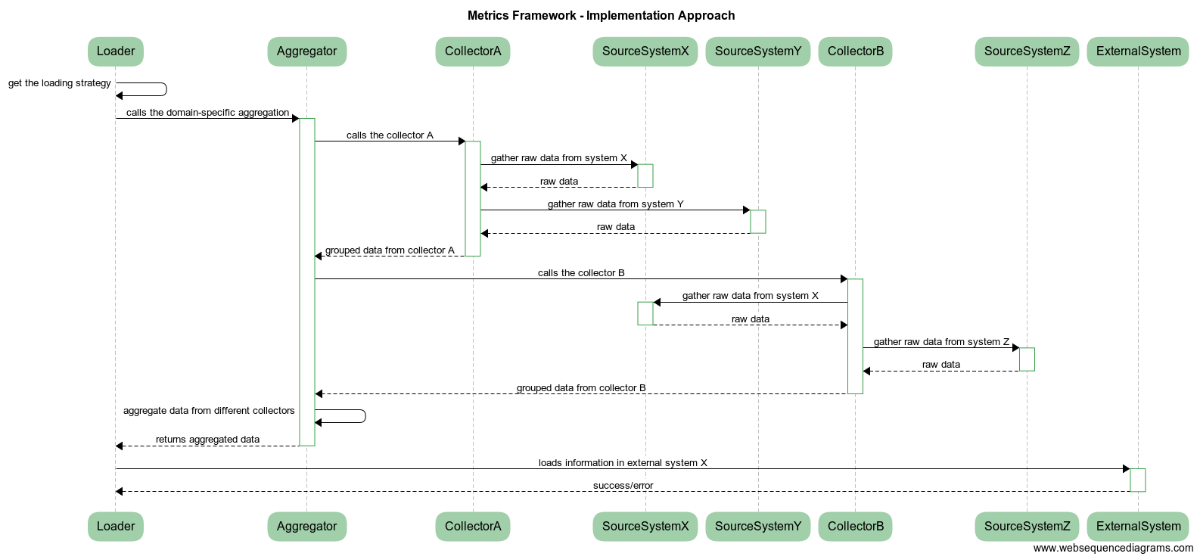 Metrics Framework - Implementation Approach
Loader
Aggregator
CollectorA
SourceSystemX
SourceSystemY
CollectorB
SourceSystemZ
ExternalSystem
get the loading strategy
calls the domain-specific aggregation
calls the collector A
gather raw data from system X
raw data
gather raw data from system Y
raw data
grouped data from collector A
calls the collector B
gather raw data from system X
raw data
gather raw data from system Z
raw data
grouped data from collector B
aggregate data from different collectors
returns aggregated data
loads information in external system X
success/error
Loader
Aggregator
CollectorA
SourceSystemX
SourceSystemY
CollectorB
SourceSystemZ
ExternalSystem
www.websequencediagrams.com